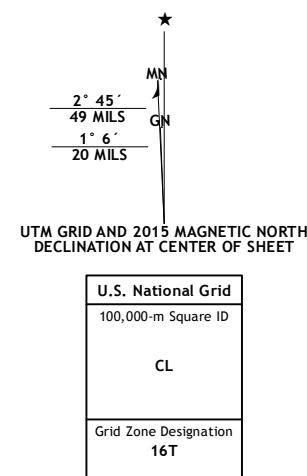 ★
MN
2° 45´
49 MILS
GN
1° 6´
20 MILS
UTM GRID AND 2015 MAGNETIC NORTH
DECLINATION AT CENTER OF SHEET
U.S. National Grid
100,000-m Square ID
CL
Grid Zone Designation
16T